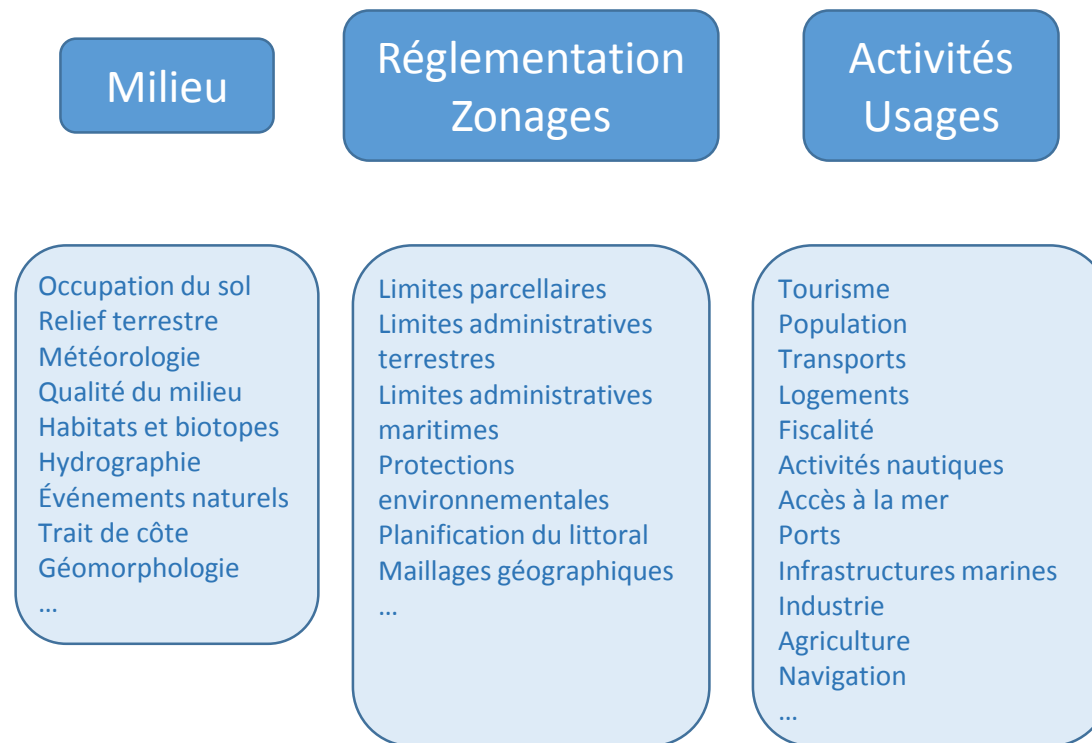 Milieu
Réglementation
Zonages
Activités
Usages
Occupation du sol
Relief terrestre
Météorologie
Qualité du milieu
Habitats et biotopes
Hydrographie
Événements naturels
Trait de côte
Géomorphologie
...
Limites parcellaires
Limites administratives
terrestres
Limites administratives
maritimes
Protections
environnementales
Planification du littoral
Maillages géographiques
...
Tourisme
Population
Transports
Logements
Fiscalité
Activités nautiques
Accès à la mer
Ports
Infrastructures marines
Industrie
Agriculture
Navigation
...